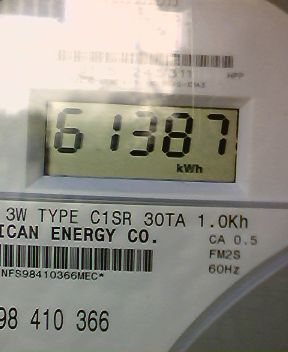 61387
kWh
3W TYPE C1SR 30TA 1.0Kh
ICAN ENERGY CO.
CA 0.5
FM2S
60Hz
NFS98410366MEC*
98 410 366